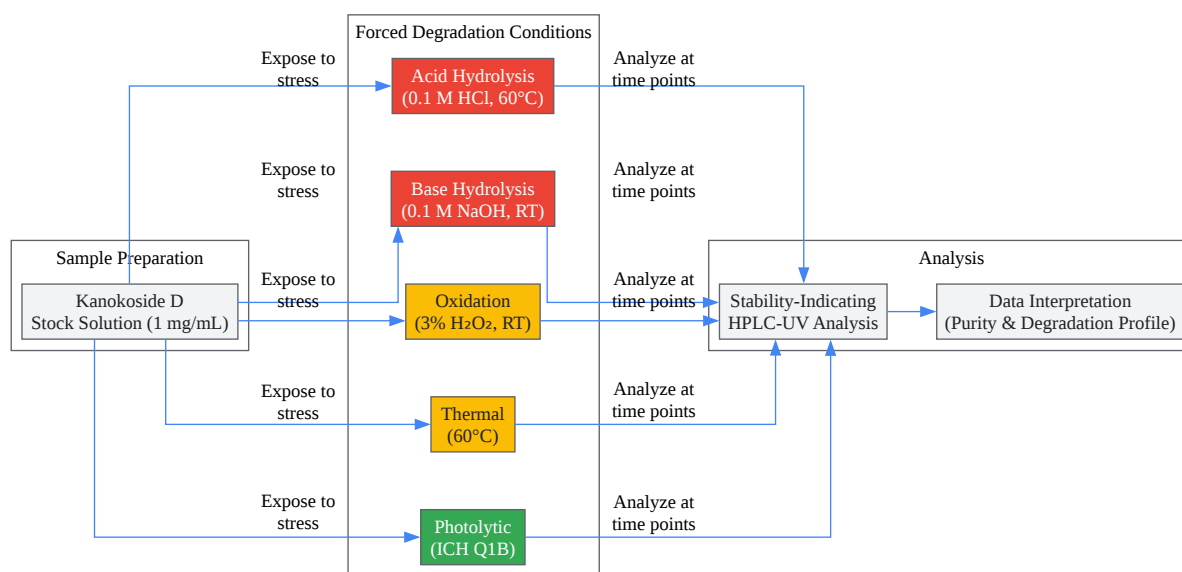 Forced Degradation Conditions
Expose to
stress
Acid Hydrolysis
(0.1 M HCl, 60°C)
Analyze at
time points
Expose to
stress
Base Hydrolysis
(0.1 M NaOH, RT)
Analyze at
time points
Sample Preparation
Kanokoside D
Stock Solution (1 mg/mL)
Expose to
stress
Oxidation
(3% H₂O₂, RT)
Analyze at
time points
Analysis
Stability-Indicating
HPLC-UV Analysis
Data Interpretation
(Purity & Degradation Profile)
Expose to
stress
Thermal
(60°C)
Analyze at
time points
Expose to
stress
Photolytic
(ICH Q1B)
Analyze at
time points